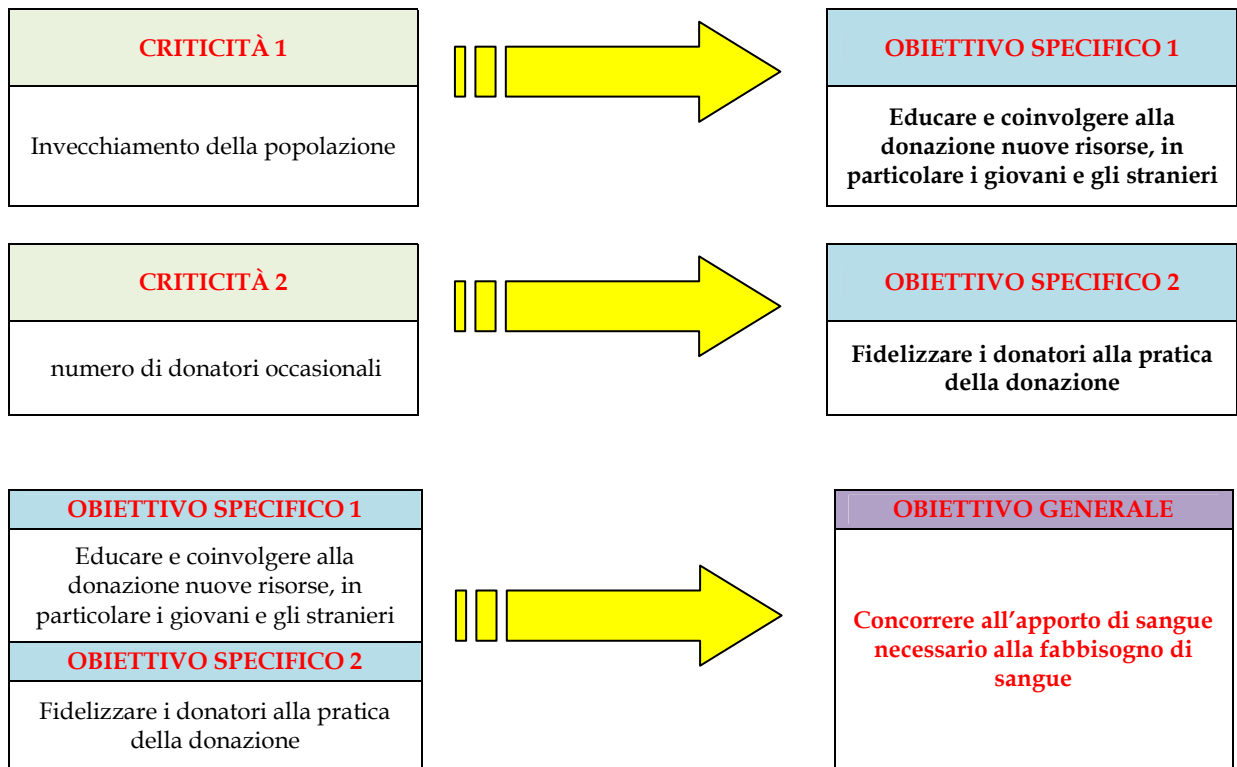 CRITICITÀ 1
Invecchiamento della popolazione
OBIETTIVO SPECIFICO 1
Educare e coinvolgere alla
donazione nuove risorse, in
particolare i giovani e gli stranieri
CRITICITÀ 2
numero di donatori occasionali
OBIETTIVO SPECIFICO 2
Fidelizzare i donatori alla pratica
della donazione
OBIETTIVO SPECIFICO 1
Educare e coinvolgere alla
donazione nuove risorse, in
particolare i giovani e gli stranieri
OBIETTIVO SPECIFICO 2
Fidelizzare i donatori alla pratica
della donazione
OBIETTIVO GENERALE
Concorrere all’apporto di sangue
necessario alla fabbisogno di
sangue